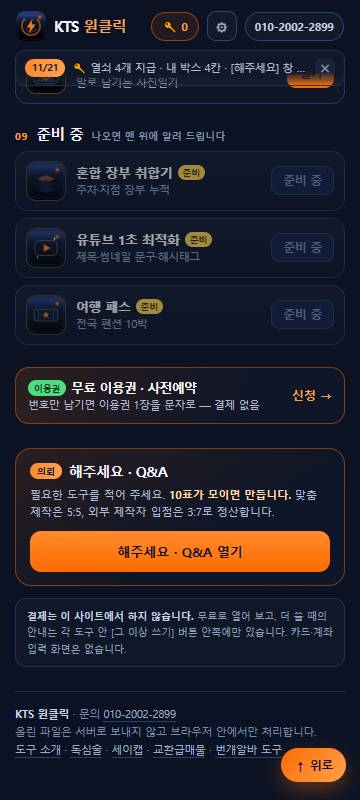 KTS 원클릭
0
010-2002-2899
11/21 열쇠 4개 지급 · 내 박스 4칸 · [해주세요] 창 ... ✕
말로 남기는 사진일기
09 준비 중 나오면 맨 위에 알려 드립니다
혼합 장부 취합기 준비
주차·지점 장부 누적
준비 중
유튜브 1초 최적화 준비
제목·썸네일 문구·해시태그
준비 중
여행 패스 준비
전국 펜션 10박
준비 중
이용권 무료 이용권 · 사전예약
번호만 남기면 이용권 1장을 문자로 — 결제 없음
신청 →
의뢰 해주세요 · Q&A
필요한 도구를 적어 주세요. 10표가 모이면 만듭니다. 맞춤
제작은 5:5, 외부 제작자 입점은 3:7로 정산합니다.
해주세요 · Q&A 열기
결제는 이 사이트에서 하지 않습니다. 무료로 열어 보고, 더 쓸 때의
안내는 각 도구 안 [그 이상 쓰기] 버튼 안쪽에만 있습니다. 카드·계좌
입력 화면은 없습니다.
KTS 원클릭 · 문의 010-2002-2899
올린 파일은 서버로 보내지 않고 브라우저 안에서만 처리합니다.
도구 소개 · 독심술 · 세이캅 · 교환급매물 · 번개알바 도구
↑ 위로